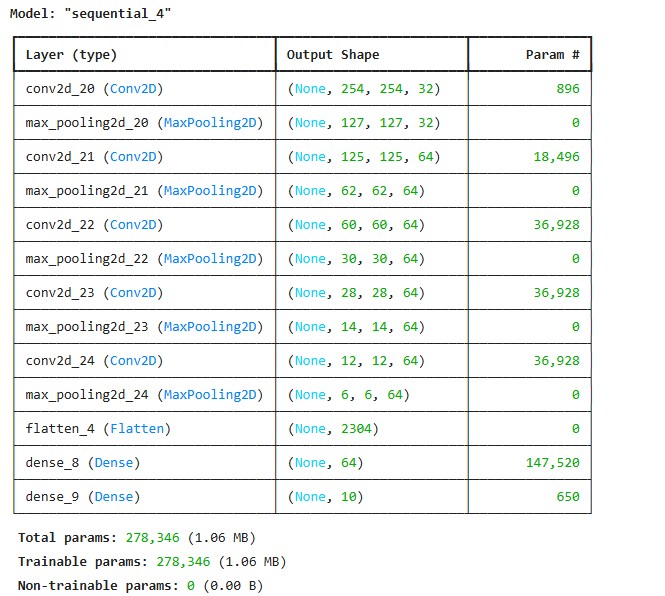 Model: "sequential_4"
Layer (type) Output Shape Param #
conv2d_20 (Conv2D) (None, 254, 254, 32) 896
max_pooling2d_20 (MaxPooling2D) (None, 127, 127, 32) 0
conv2d_21 (Conv2D) (None, 125, 125, 64) 18,496
max_pooling2d_21 (MaxPooling2D) (None, 62, 62, 64) 0
conv2d_22 (Conv2D) (None, 60, 60, 64) 36,928
max_pooling2d_22 (MaxPooling2D) (None, 30, 30, 64) 0
conv2d_23 (Conv2D) (None, 28, 28, 64) 36,928
max_pooling2d_23 (MaxPooling2D) (None, 14, 14, 64) 0
conv2d_24 (Conv2D) (None, 12, 12, 64) 36,928
max_pooling2d_24 (MaxPooling2D) (None, 6, 6, 64) 0
flatten_4 (Flatten) (None, 2304) 0
dense_8 (Dense) (None, 64) 147,520
dense_9 (Dense) (None, 10) 650
Total params: 278,346 (1.06 MB)
Trainable params: 278,346 (1.06 MB)
Non-trainable params: 0 (0.00 B)